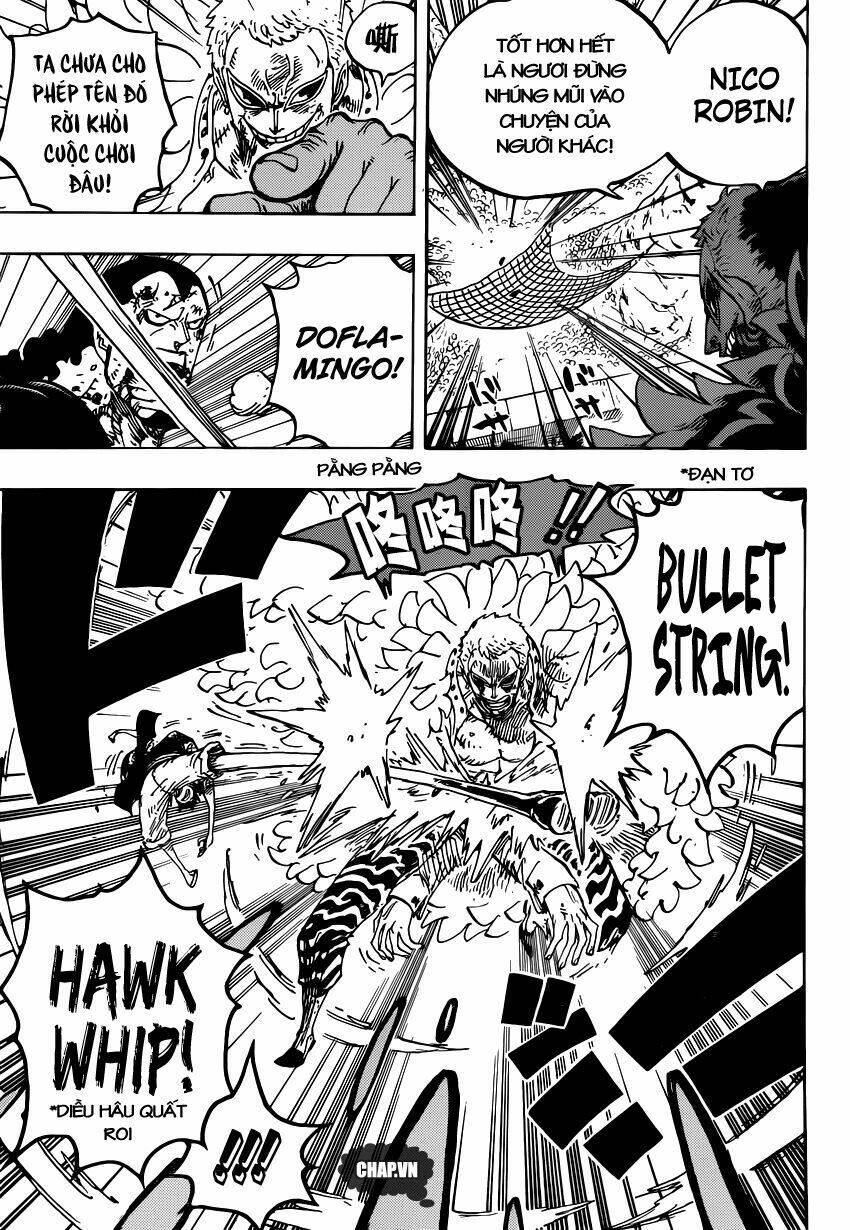 NICO
ROBIN!
TỐT HƠN HẾT
LÀ NGƯƠI ĐỪNG
NHÚNG MŨI VÀO
CHUYỆN CỦA
NGƯỜI KHÁC!
嘶
TA CHƯA CHO
PHÉP TÊN ĐÓ
RỜI KHỎI
CUỘC CHƠI
ĐÂU!
DOFLA-
MINGO!
*ĐẠN TƠ
PẰNG PẰNG
咚咚咚!!
BULLET
STRING!
HAWK
WHIP!
*DIỀU HÂU QUẤT
ROI
!!!
CHAP.VN